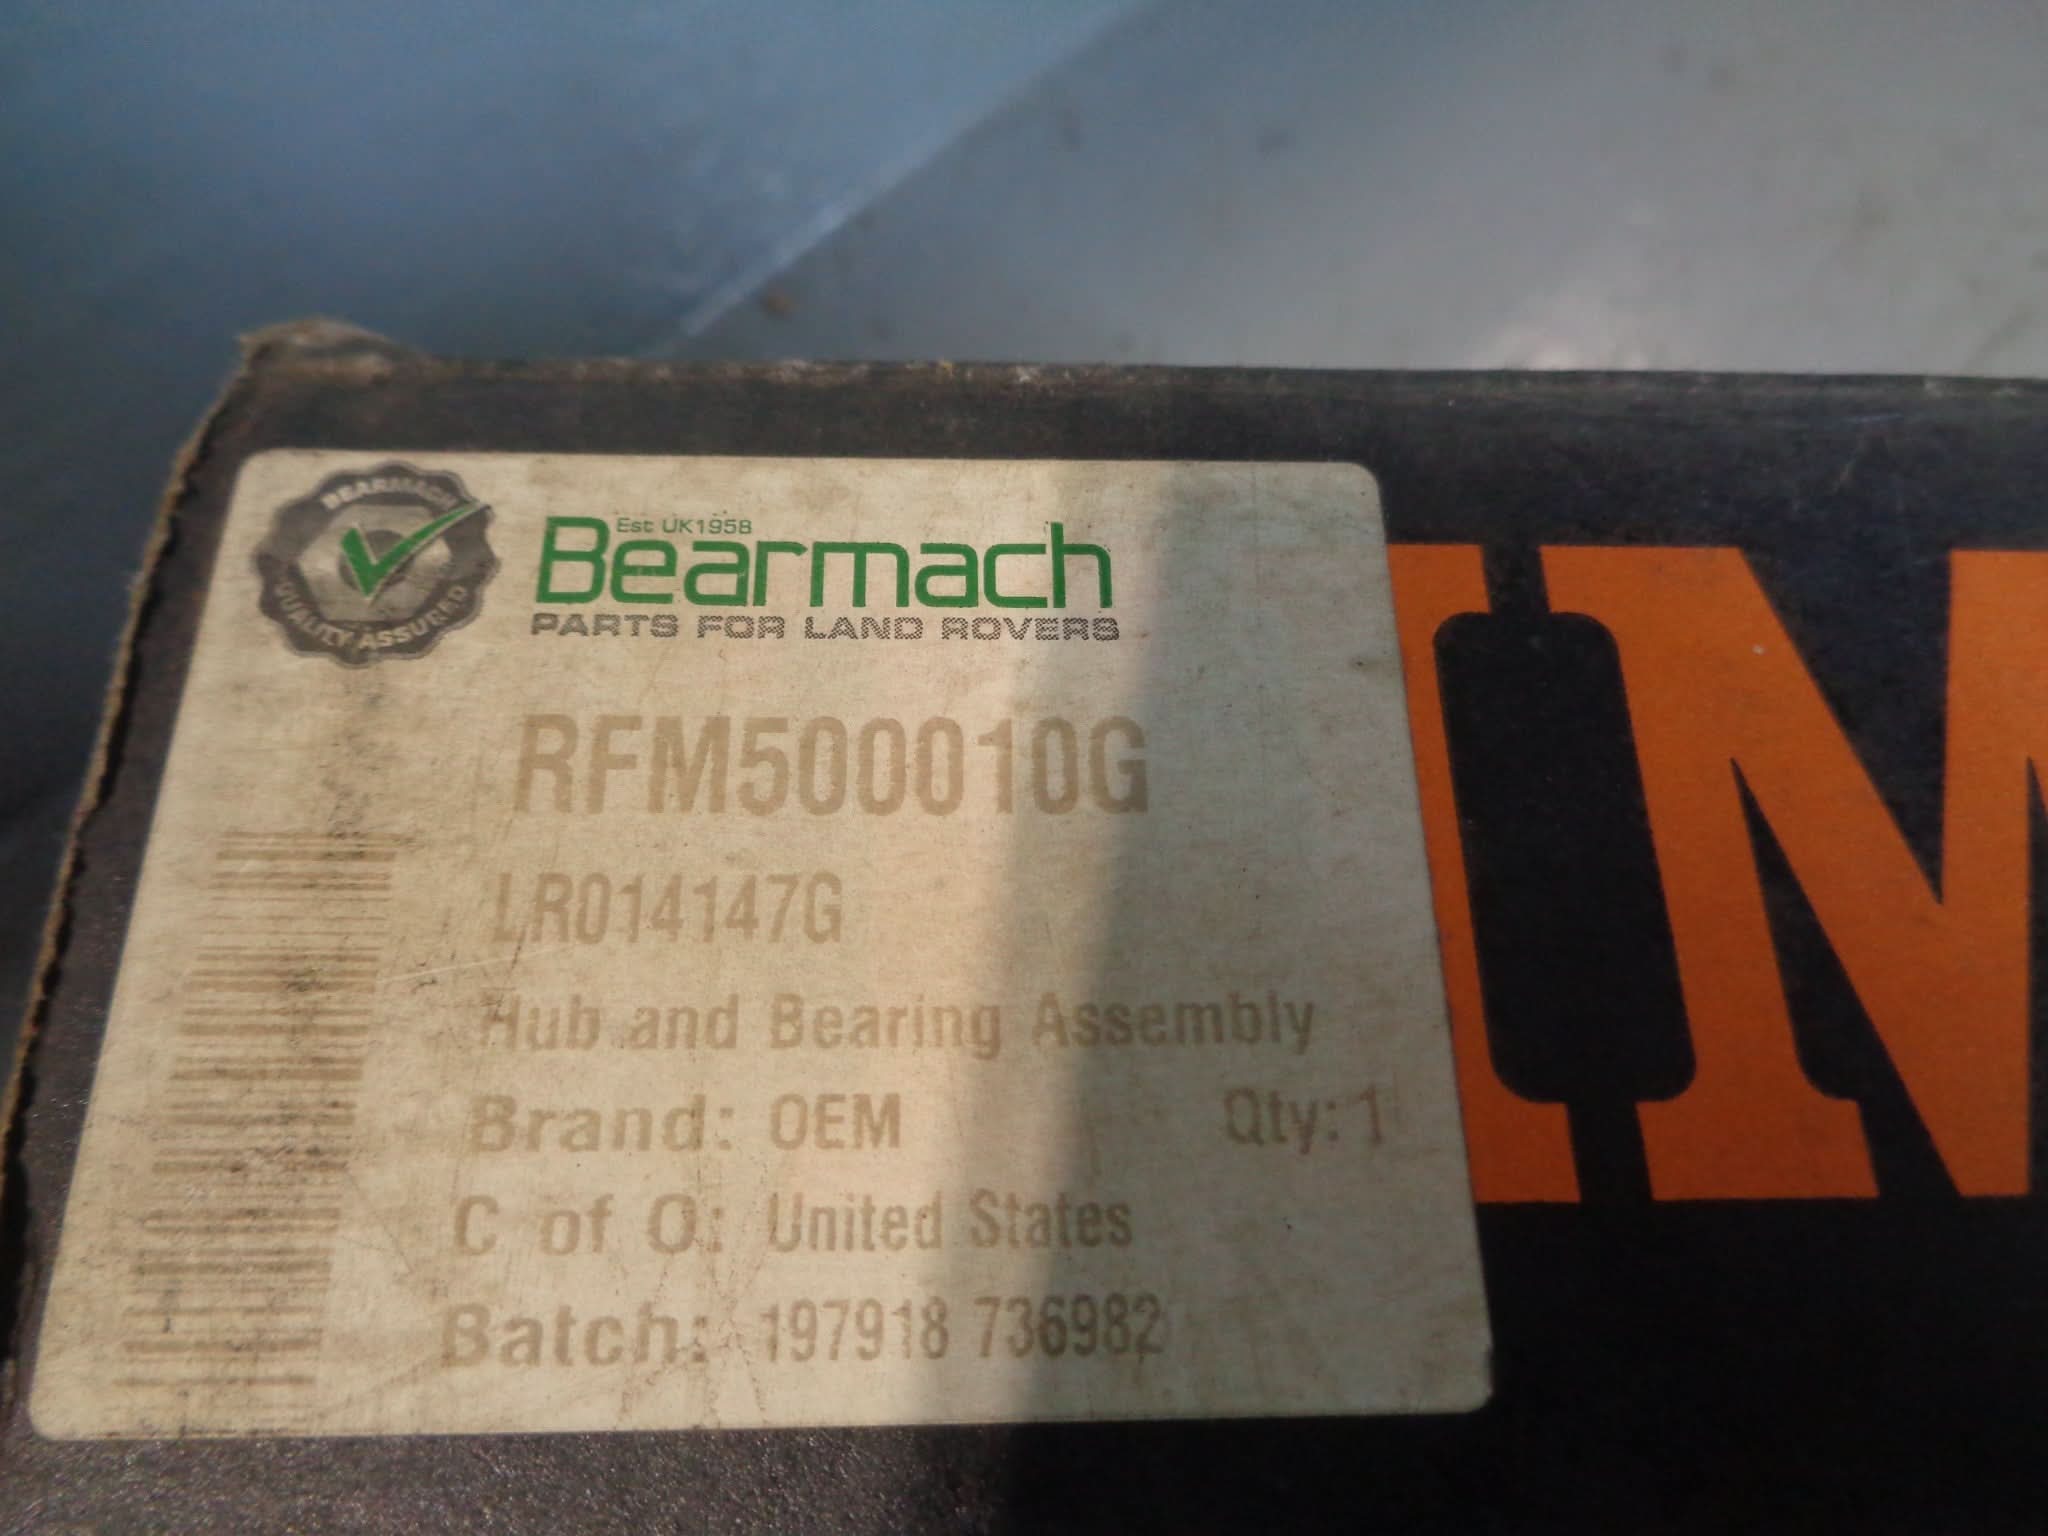 BEARMACH
QUALITY ASSURED
Est UK1958
Bearmach
PARTS FOR LAND ROVERS
RFM500010G
LR014147G
Hub and Bearing Assembly
Brand: OEM Qty: 1
C of O: United States
Batch: 197918 736982